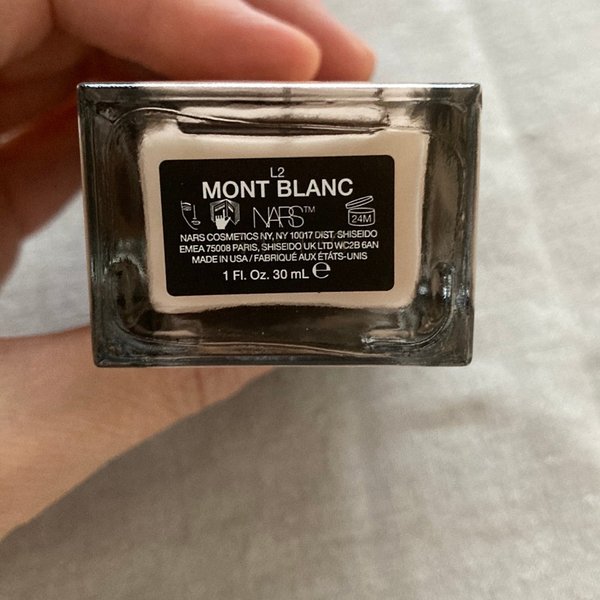 L2
MONT BLANC
NARS™
24M
NARS COSMETICS NY, NY 10017 DIST. SHISEIDO
EMEA 75008 PARIS, SHISEIDO UK LTD WC2B 6AN
MADE IN USA / FABRIQUÉ AUX ÉTATS-UNIS
1 Fl. Oz. 30 mL ℮